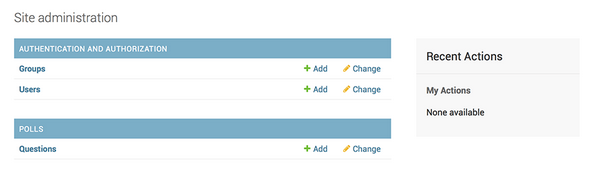 Site administration
AUTHENTICATION AND AUTHORIZATION
Groups Add Change
Users Add Change
POLLS
Questions Add Change
Recent Actions
My Actions
None available